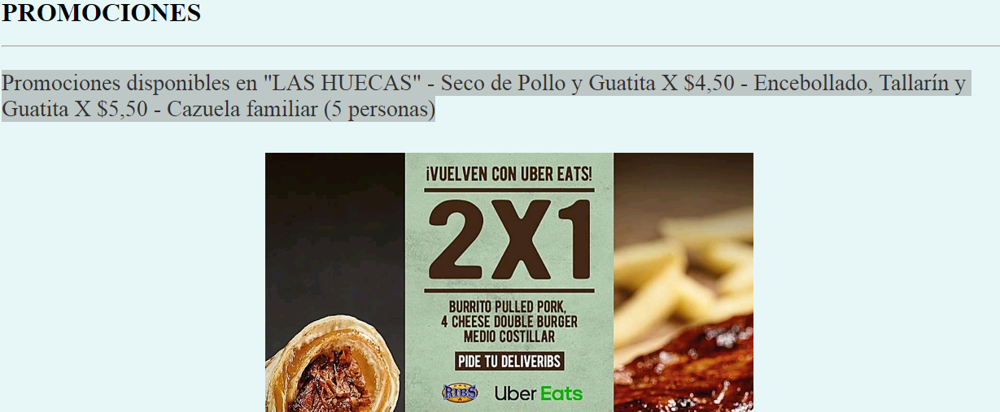 PROMOCIONES
Promociones disponibles en "LAS HUECAS" - Seco de Pollo y Guatita X $4,50 - Encebollado, Tallarín y
Guatita X $5,50 - Cazuela familiar (5 personas)
¡VUELVEN CON UBER EATS!
2X1
BURRITO PULLED PORK,
4 CHEESE DOUBLE BURGER
MEDIO COSTILLAR
PIDE TU DELIVERIBS
RIBS Uber Eats